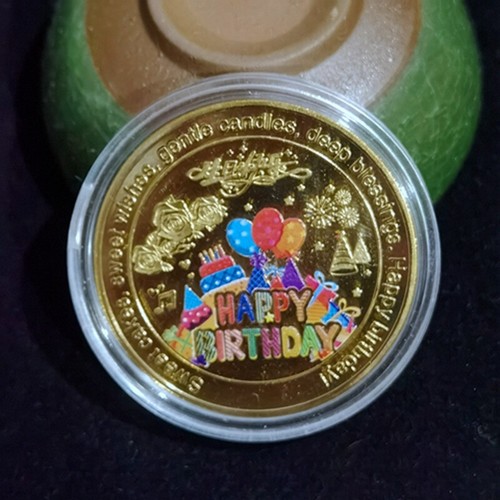 Sweet cakes, sweet wishes, gentle candles, deep blessings. Happy birthday!
HAPPY
BIRTHDAY